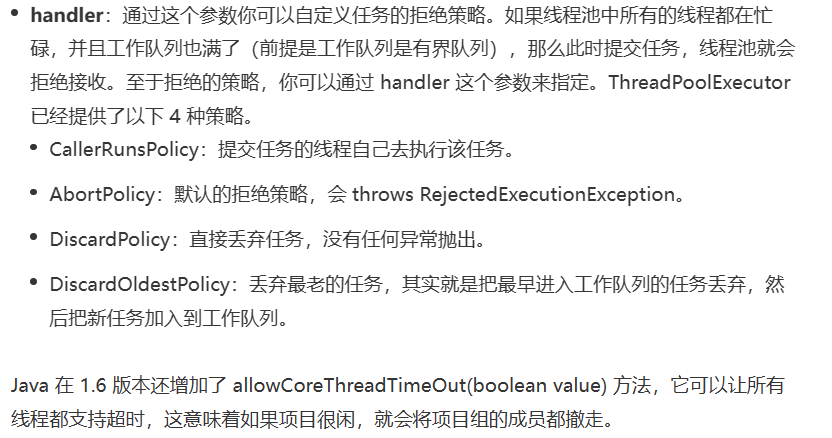 • handler：通过这个参数你可以自定义任务的拒绝策略。如果线程池中所有的线程都在忙
碌，并且工作队列也满了（前提是工作队列是有界队列），那么此时提交任务，线程池就会
拒绝接收。至于拒绝的策略，你可以通过 handler 这个参数来指定。ThreadPoolExecutor
已经提供了以下 4 种策略。
• CallerRunsPolicy：提交任务的线程自己去执行该任务。
• AbortPolicy：默认的拒绝策略，会 throws RejectedExecutionException。
• DiscardPolicy：直接丢弃任务，没有任何异常抛出。
• DiscardOldestPolicy：丢弃最老的任务，其实就是把最早进入工作队列的任务丢弃，然
后把新任务加入到工作队列。
Java 在 1.6 版本还增加了 allowCoreThreadTimeOut(boolean value) 方法，它可以让所有
线程都支持超时，这意味着如果项目很闲，就会将项目组的成员都撤走。